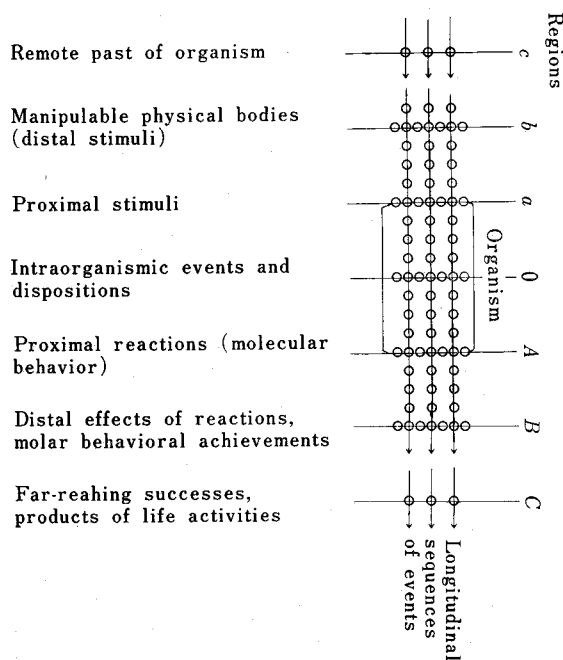 Regions
Remote past of organism
c
Manipulable physical bodies
(distal stimuli)
b
Proximal stimuli
a
Organism
Intraorganismic events and
dispositions
0
Proximal reactions (molecular
behavior)
A
Distal effects of reactions,
molar behavioral achievements
B
Far-reahing successes,
products of life activities
C
Longitudinal
sequences
of events